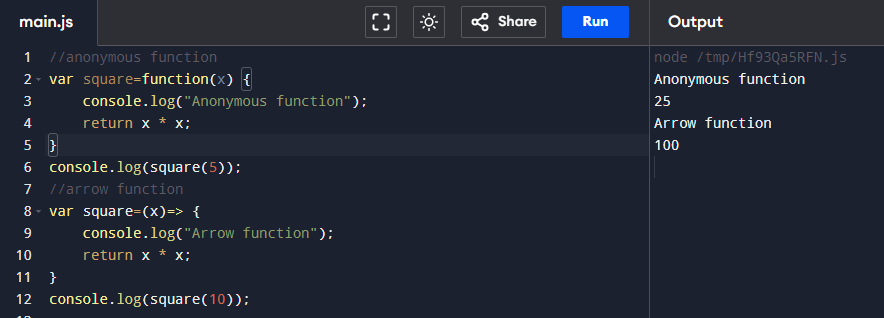 main.js
Share
Run
Output
1 //anonymous function
2 var square=function(x) {
3 console.log("Anonymous function");
4 return x * x;
5 }
6 console.log(square(5));
7 //arrow function
8 var square=(x)=> {
9 console.log("Arrow function");
10 return x * x;
11 }
12 console.log(square(10));
node /tmp/Hf93Qa5RFN.js
Anonymous function
25
Arrow function
100